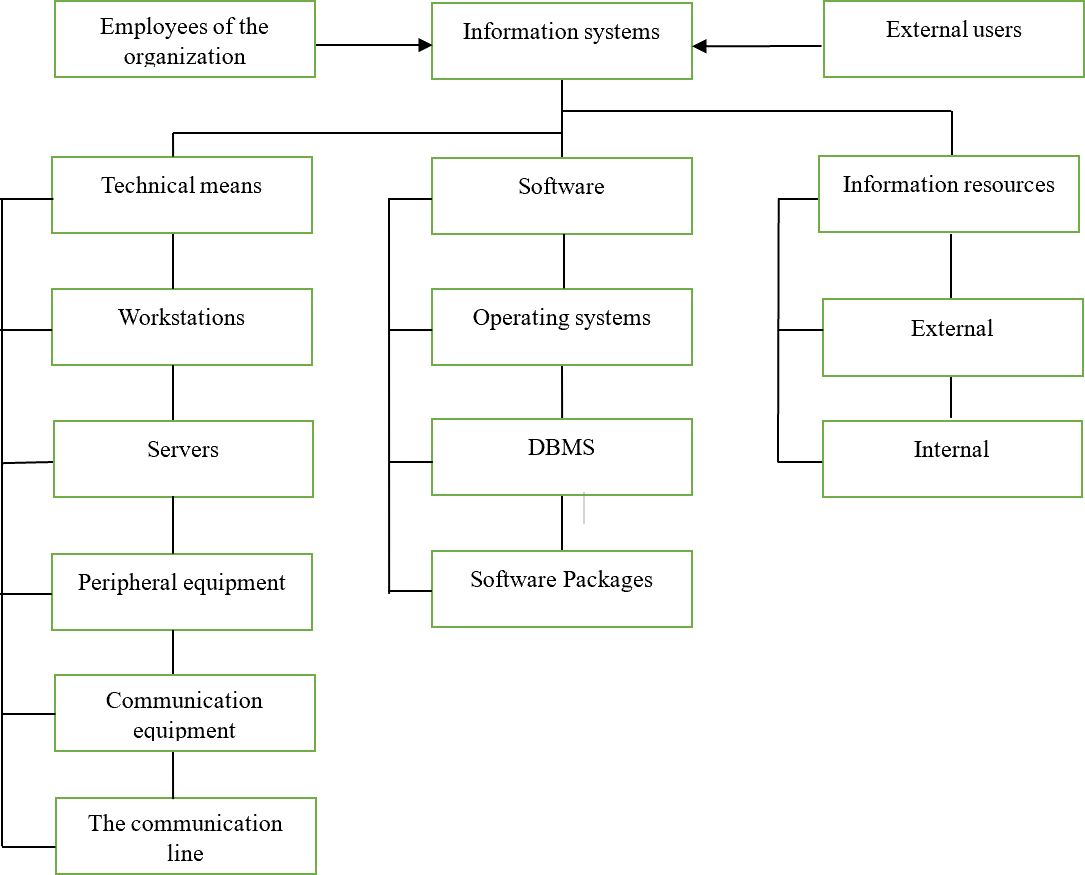 Employees of the
organization
Information systems
External users
Technical means
Software
Information resources
Workstations
Operating systems
External
Servers
DBMS
Internal
Peripheral equipment
Software Packages
Communication
equipment
The communication
line